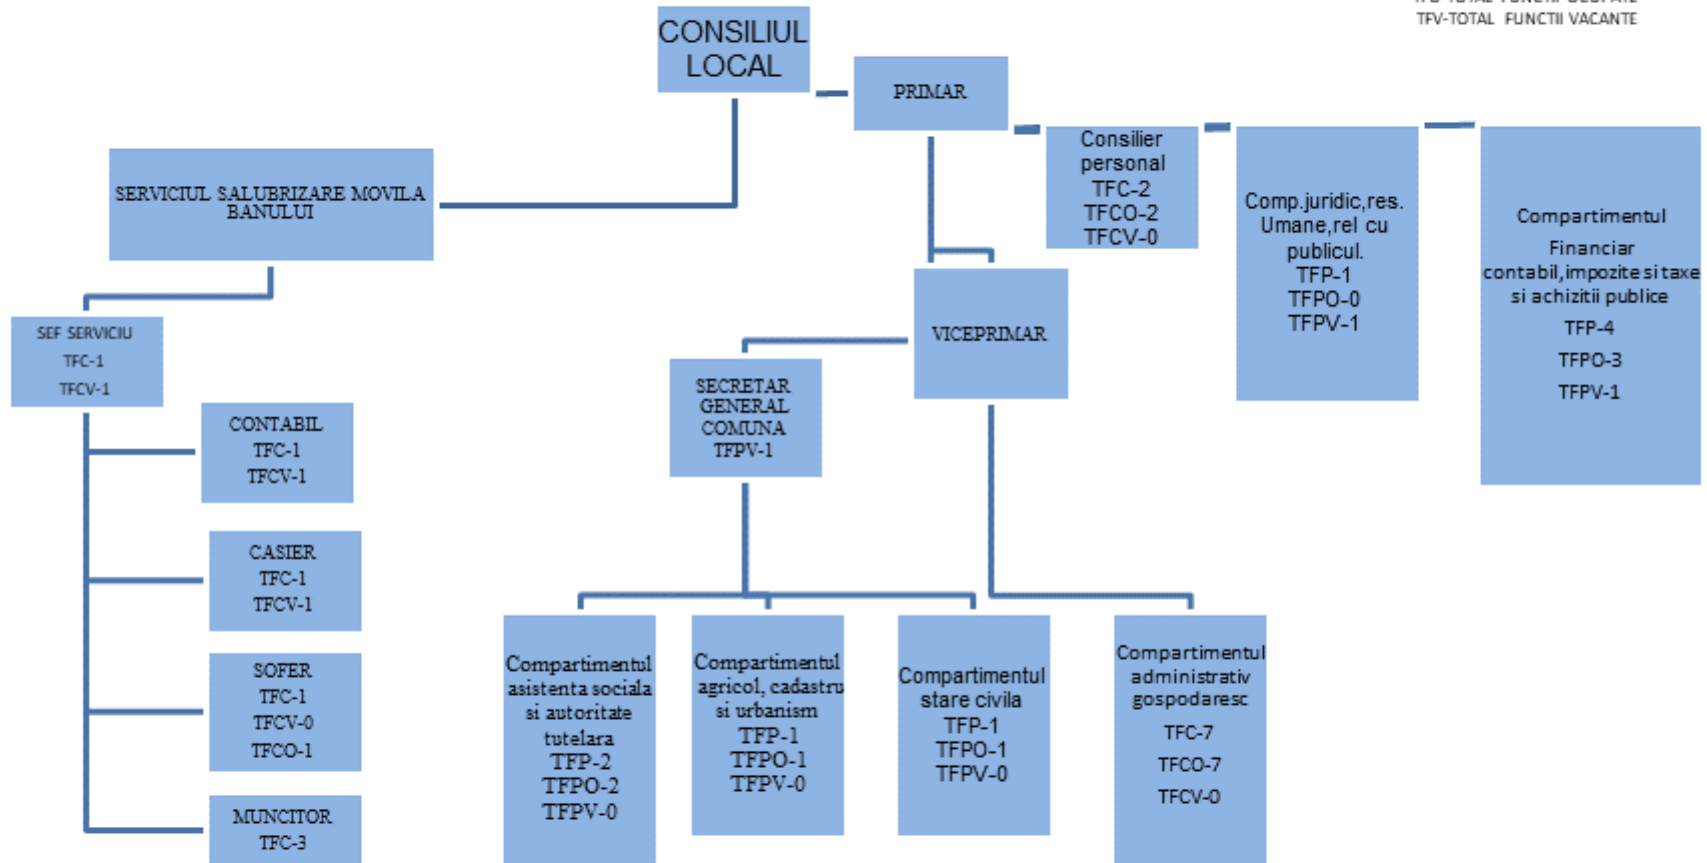 TFV-TOTAL FUNCTII VACANTE
CONSILIUL
LOCAL
PRIMAR
Consilier
personal
TFC-2
TFCO-2
TFCV-0
Comp.juridic,res.
Umane,rel cu
publicul.
TFP-1
TFPO-0
TFPV-1
Compartimentul
Financiar
contabil,impozite si taxe
si achizitii publice
TFP-4
TFPO-3
TFPV-1
SERVICIUL SALUBRIZARE MOVILA
BANULUI
SEF SERVICIU
TFC-1
TFCV-1
VICEPRIMAR
SECRETAR
GENERAL
COMUNA
TFPV-1
CONTABIL
TFC-1
TFCV-1
CASIER
TFC-1
TFCV-1
SOFER
TFC-1
TFCV-0
TFCO-1
MUNCITOR
TFC-3
Compartimentul
asistenta sociala
si autoritate
tutelara
TFP-2
TFPO-2
TFPV-0
Compartimentul
agricol, cadastru
si urbanism
TFP-1
TFPO-1
TFPV-0
Compartimentul
stare civila
TFP-1
TFPO-1
TFPV-0
Compartimentul
administrativ
gospodaresc
TFC-7
TFCO-7
TFCV-0